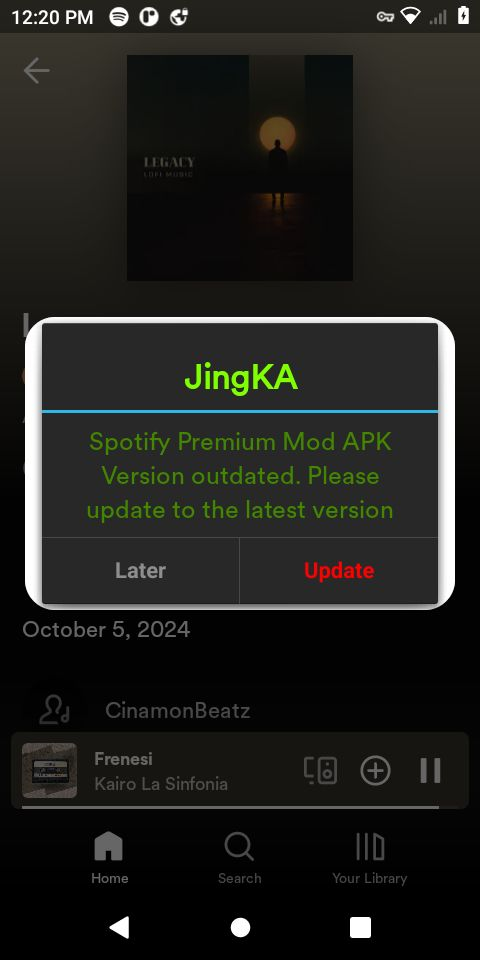 12:20 PM
LEGACY
LOFI MUSIC
JingKA
Spotify Premium Mod APK
Version outdated. Please
update to the latest version
Later
Update
October 5, 2024
CinamonBeatz
Frenesi
Kairo La Sinfonia
Home
Search
Your Library